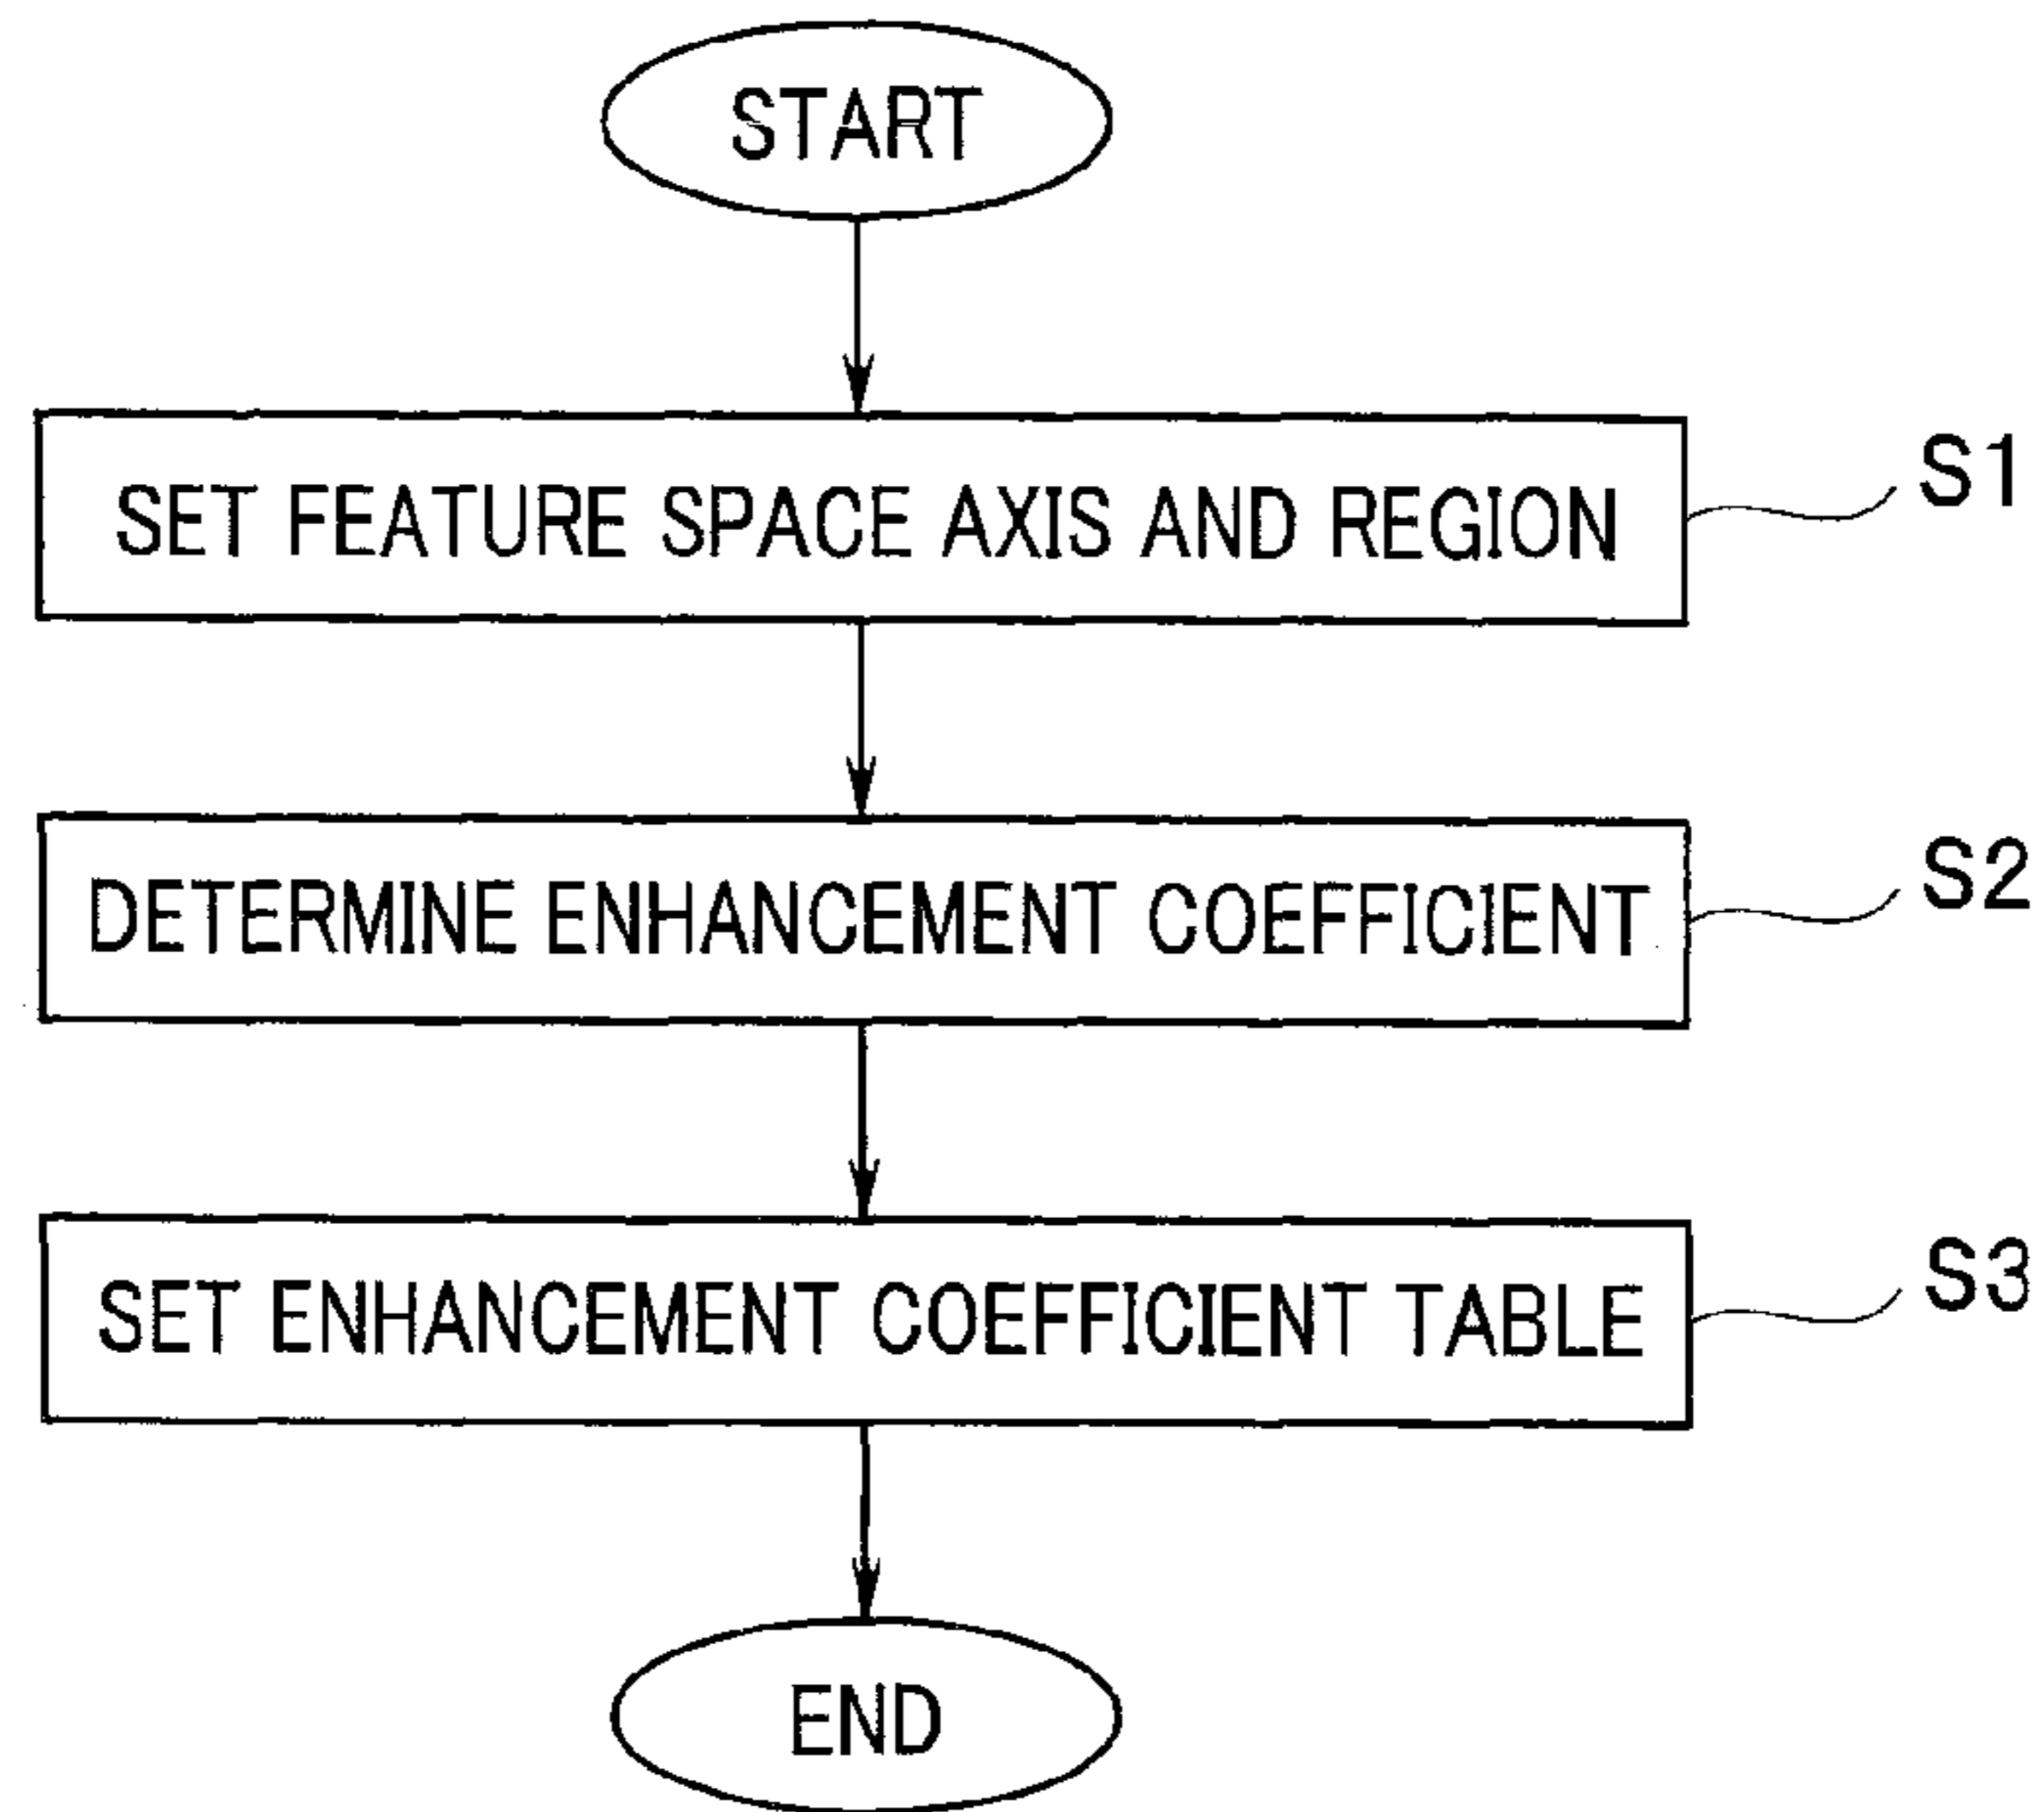 START
SET FEATURE SPACE AXIS AND REGION
S1
DETERMINE ENHANCEMENT COEFFICIENT
S2
SET ENHANCEMENT COEFFICIENT TABLE
S3
END